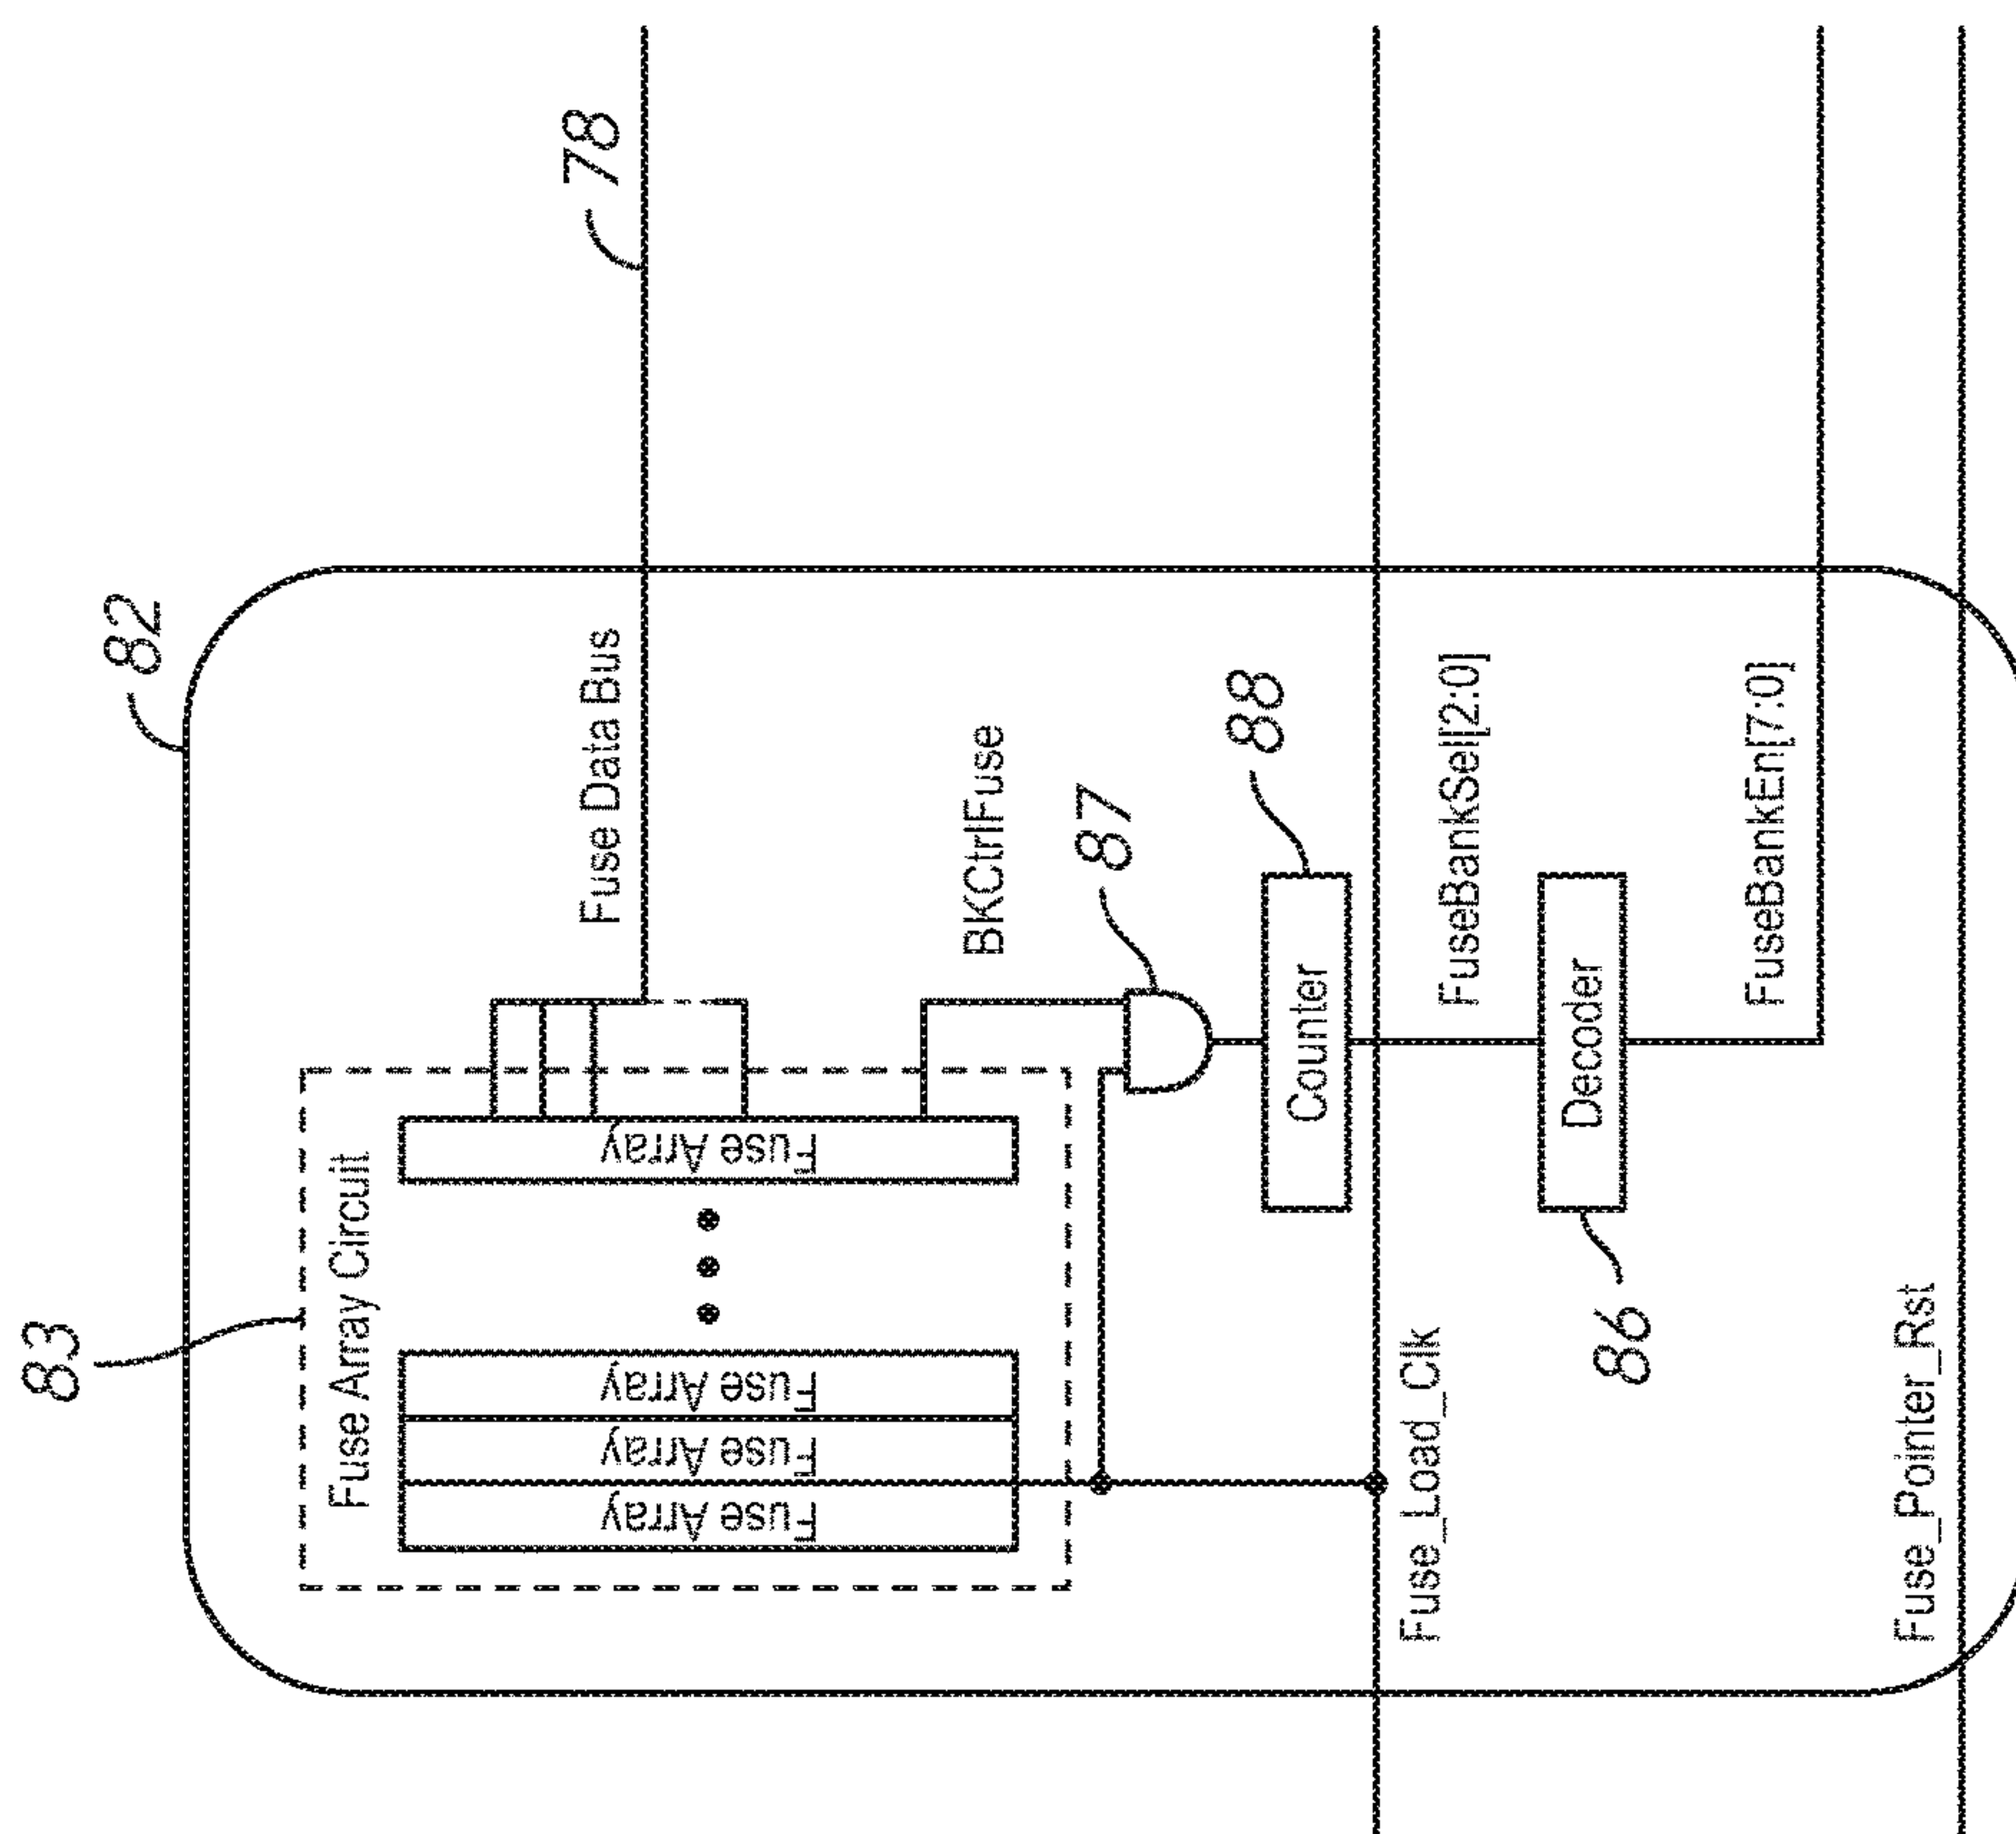 83
82
78
Fuse Array Circuit
Fuse Array
Fuse Array
Fuse Array
Fuse Array
Fuse Data Bus
BKCtrlFuse
87
88
Counter
Fuse_Load_Clk
FuseBankSel[2:0]
Decoder
86
FuseBankEn[7:0]
Fuse_Pointer_Rst